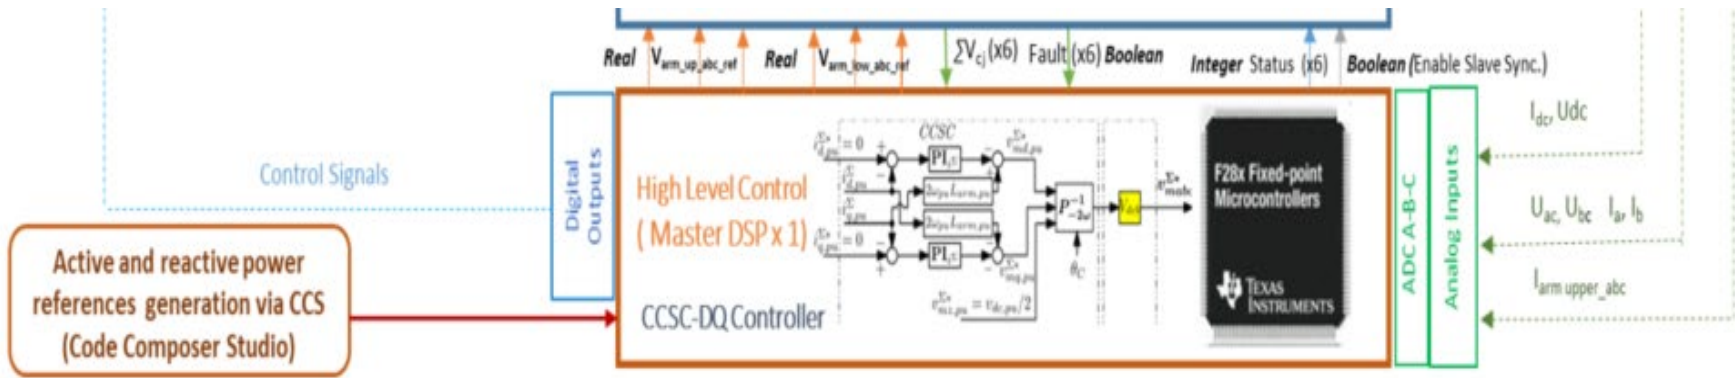 Real V_arm_up_abc_ref Real V_arm_low_abc_ref ∑V_cj (x6) Fault (x6) Boolean Integer Status (x6) Boolean (Enable Slave Sync.)
Control Signals
Digital
Outputs
Active and reactive power
references generation via CCS
(Code Composer Studio)
High Level Control
( Master DSP x 1)
CCSC-DQ Controller
CCSC
PI
PI
= 0
= 0
F28x Fixed-point
Microcontrollers
TEXAS
INSTRUMENTS
ADC A-B-C
Analog Inputs
I_dc, Udc
U_ac, U_bc I_a, I_b
I_arm upper_abc